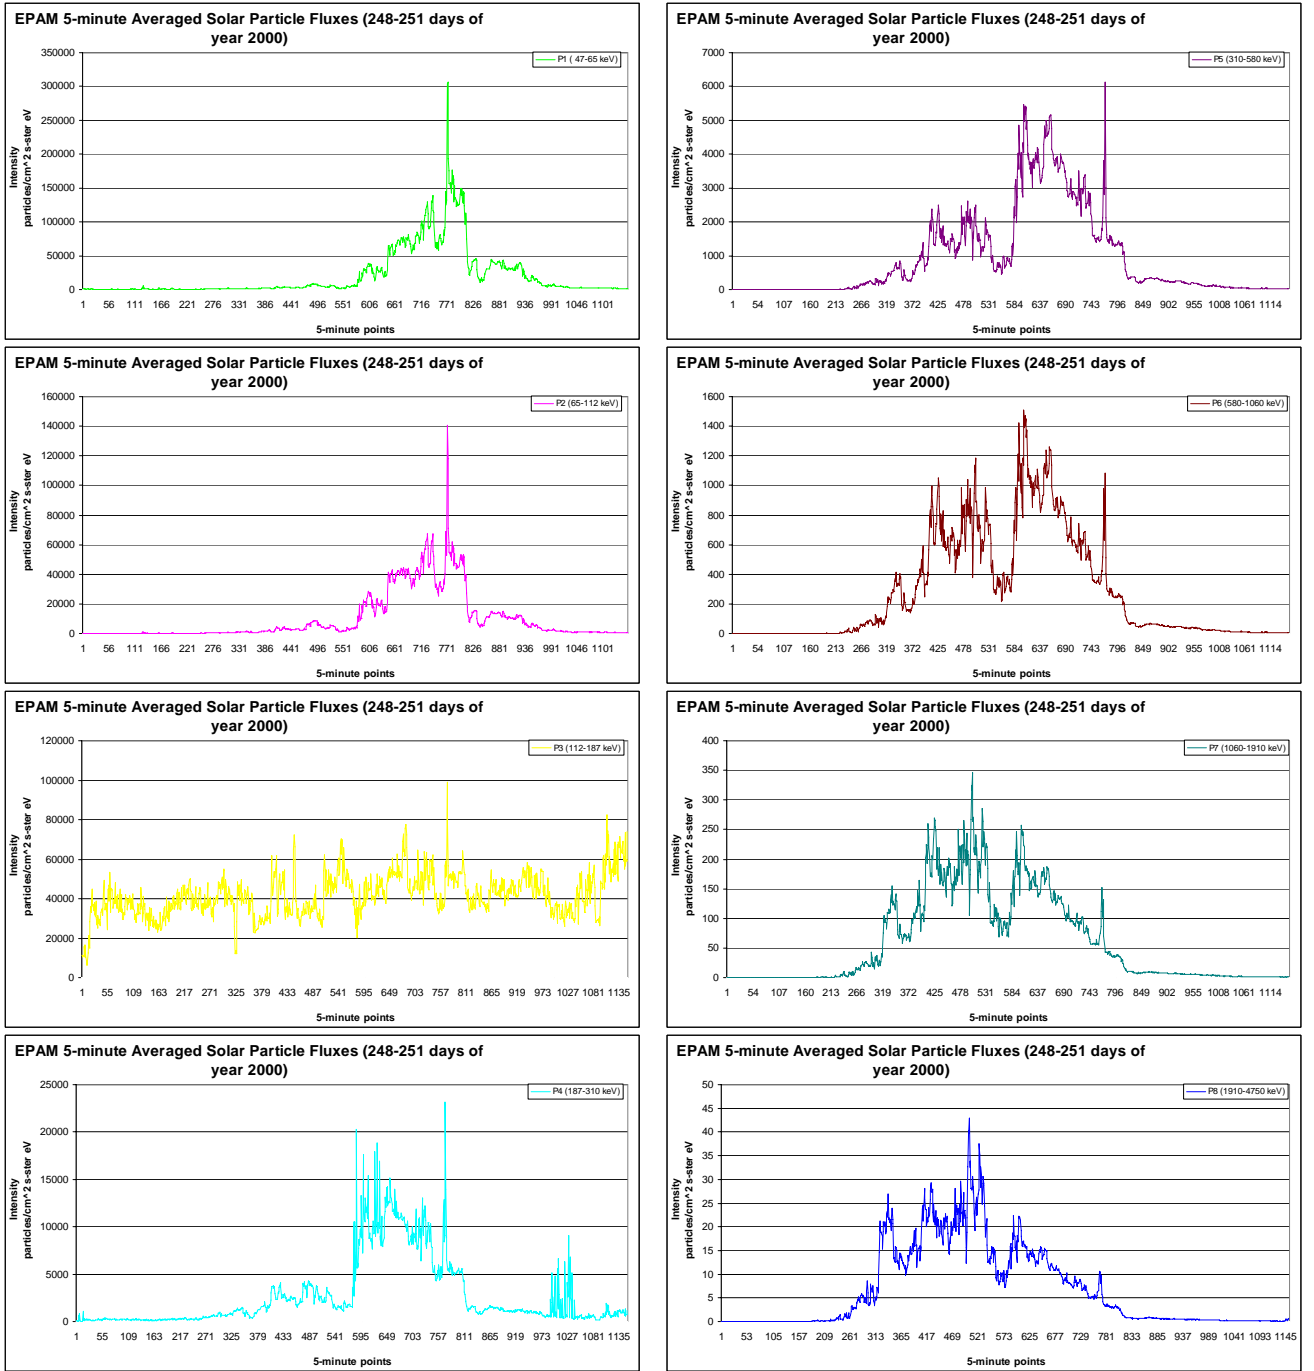 EPAM 5-minute Averaged Solar Particle Fluxes (248-251 days of
year 2000)
P1 ( 47-65 keV)
Intensity
particles/cm^2 s-ster eV
350000
300000
250000
200000
150000
100000
50000
0
1 56 111 166 221 276 331 386 441 496 551 606 661 716 771 826 881 936 991 1046 1101
5-minute points
EPAM 5-minute Averaged Solar Particle Fluxes (248-251 days of
year 2000)
P5 (310-580 keV)
Intensity
particles/cm^2 s-ster eV
7000
6000
5000
4000
3000
2000
1000
0
1 54 107 160 213 266 319 372 425 478 531 584 637 690 743 796 849 902 955 1008 1061 1114
5-minute points
EPAM 5-minute Averaged Solar Particle Fluxes (248-251 days of
year 2000)
P2 (65-112 keV)
Intensity
particles/cm^2 s-ster eV
160000
140000
120000
100000
80000
60000
40000
20000
0
1 56 111 166 221 276 331 386 441 496 551 606 661 716 771 826 881 936 991 1046 1101
5-minute points
EPAM 5-minute Averaged Solar Particle Fluxes (248-251 days of
year 2000)
P6 (580-1060 keV)
Intensity
particles/cm^2 s-ster eV
1600
1400
1200
1000
800
600
400
200
0
1 54 107 160 213 266 319 372 425 478 531 584 637 690 743 796 849 902 955 1008 1061 1114
5-minute points
EPAM 5-minute Averaged Solar Particle Fluxes (248-251 days of
year 2000)
P3 (112-187 keV)
Intensity
particles/cm^2 s-ster eV
120000
100000
80000
60000
40000
20000
0
1 55 109 163 217 271 325 379 433 487 541 595 649 703 757 811 865 919 973 1027 1081 1135
5-minute points
EPAM 5-minute Averaged Solar Particle Fluxes (248-251 days of
year 2000)
P7 (1060-1910 keV)
Intensity
particles/cm^2 s-ster eV
400
350
300
250
200
150
100
50
0
1 54 107 160 213 266 319 372 425 478 531 584 637 690 743 796 849 902 955 1008 1061 1114
5-minute points
EPAM 5-minute Averaged Solar Particle Fluxes (248-251 days of
year 2000)
P4 (187-310 keV)
Intensity
particles/cm^2 s-ster eV
25000
20000
15000
10000
5000
0
1 55 109 163 217 271 325 379 433 487 541 595 649 703 757 811 865 919 973 1027 1081 1135
5-minute points
EPAM 5-minute Averaged Solar Particle Fluxes (248-251 days of
year 2000)
P8 (1910-4750 keV)
Intensity
particles/cm^2 s-ster eV
50
45
40
35
30
25
20
15
10
5
0
1 53 105 157 209 261 313 365 417 469 521 573 625 677 729 781 833 885 937 989 1041 1093 1145
5-minute points